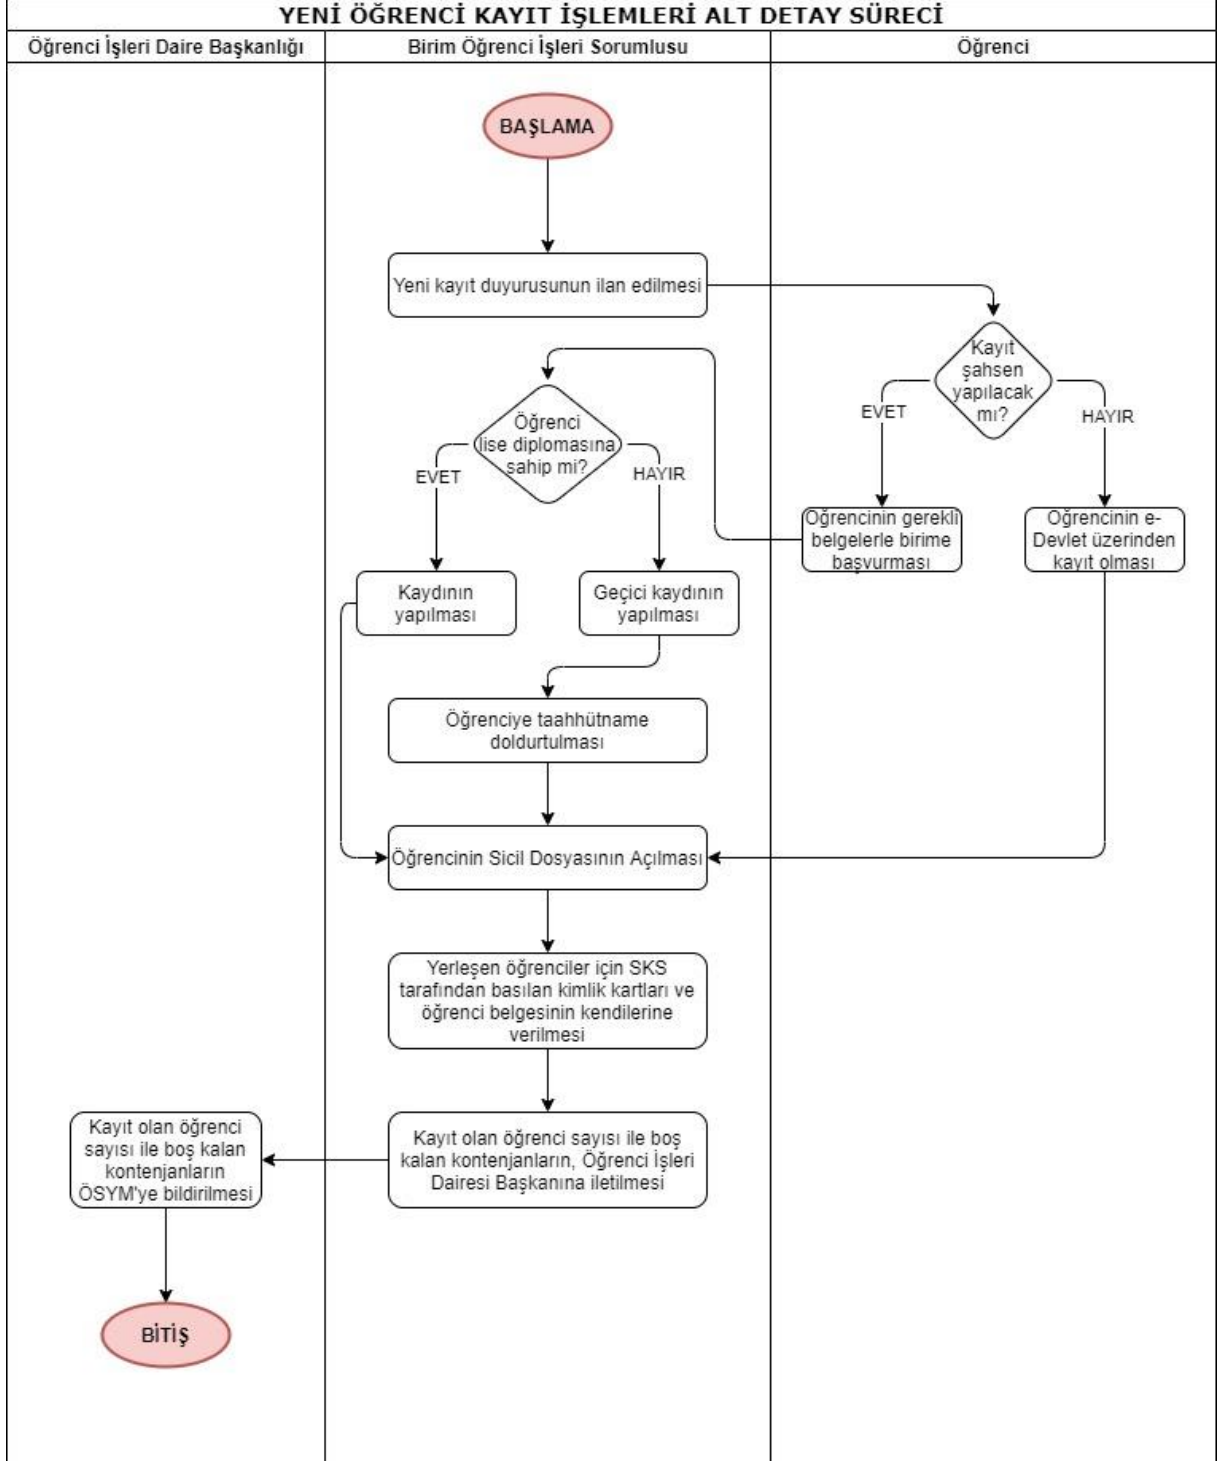 YENİ ÖĞRENCİ KAYIT İŞLEMLERİ ALT DETAY SÜRECİ
Öğrenci İşleri Daire Başkanlığı
Birim Öğrenci İşleri Sorumlusu
Öğrenci
BAŞLAMA
Yeni kayıt duyurusunun ilan edilmesi
Kayıt
şahsen
yapılacak
mı?
EVET
HAYIR
Öğrencinin gerekli
belgelerle birime
başvurması
Öğrencinin e-
Devlet üzerinden
kayıt olması
Öğrenci
lise diplomasına
sahip mi?
EVET
HAYIR
Kaydının
yapılması
Geçici kaydının
yapılması
Öğrenciye taahhütname
doldurtulması
Öğrencinin Sicil Dosyasının Açılması
Yerleşen öğrenciler için SKS
tarafından basılan kimlik kartları ve
öğrenci belgesinin kendilerine
verilmesi
Kayıt olan öğrenci sayısı ile boş
kalan kontenjanların, Öğrenci İşleri
Dairesi Başkanına iletilmesi
Kayıt olan öğrenci
sayısı ile boş kalan
kontenjanların
ÖSYM'ye bildirilmesi
BİTİŞ